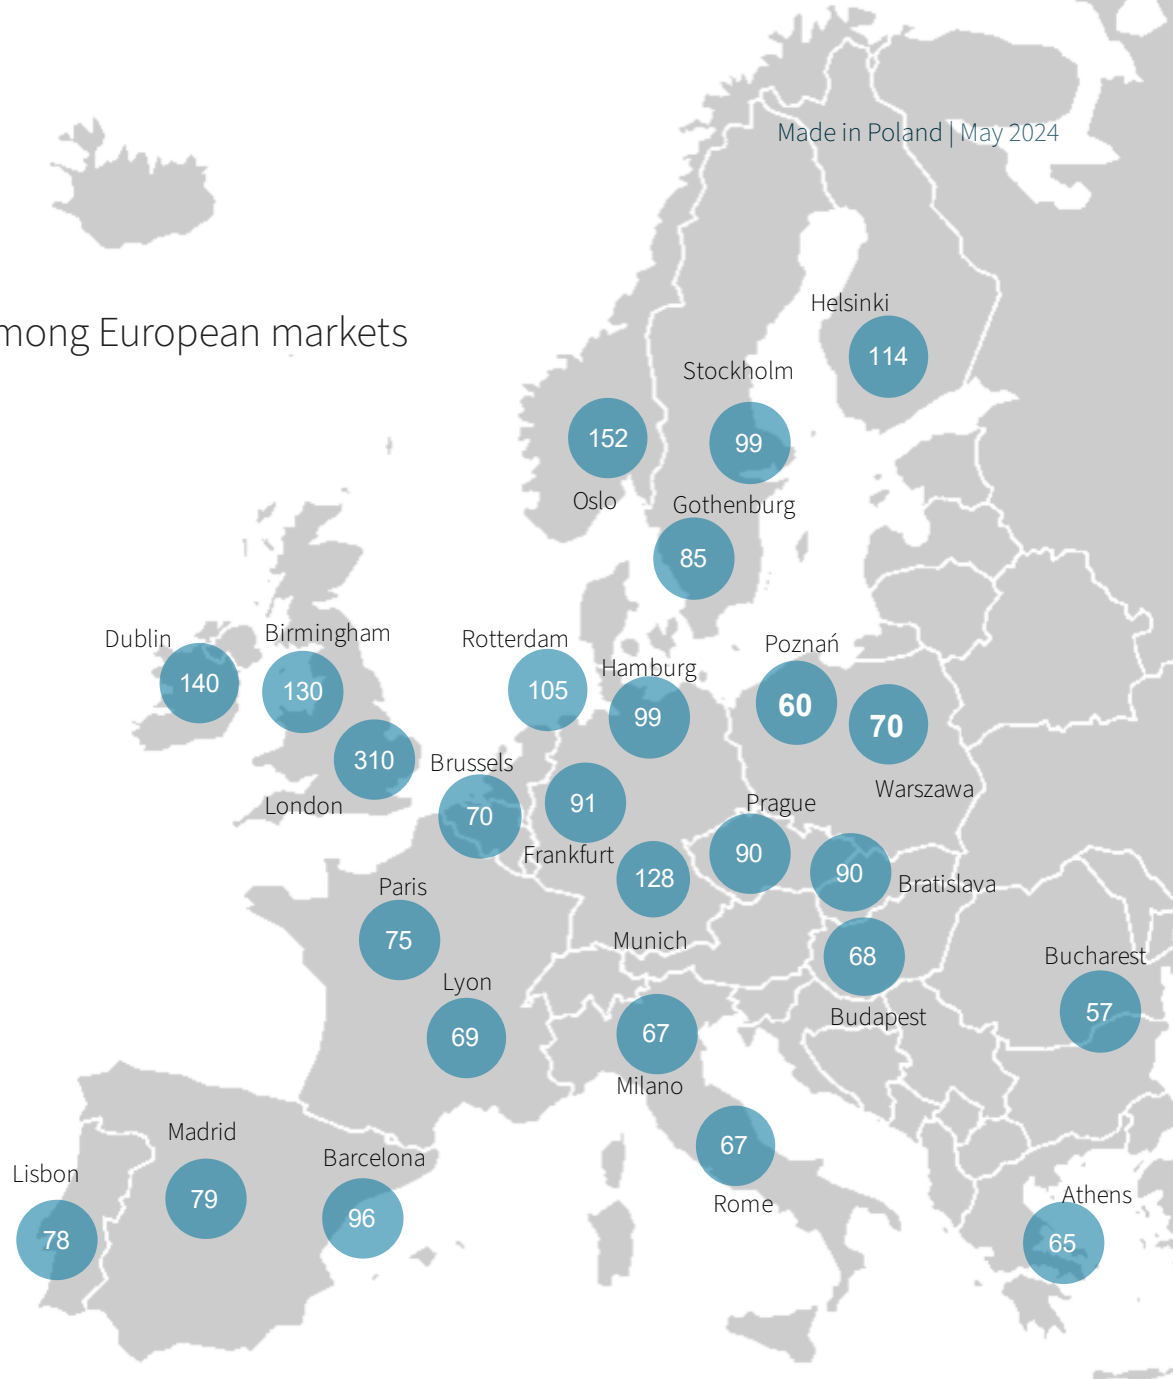 Made in Poland | May 2024
among European markets
Helsinki
114
Stockholm
99
152
Oslo
Gothenburg
85
Dublin
140
Birmingham
130
310
London
Rotterdam
105
Hamburg
99
Poznań
60
70
Warszawa
Brussels
70
91
Frankfurt
Prague
90
90
Bratislava
128
Munich
Paris
75
Lyon
69
68
Budapest
Bucharest
57
67
Milano
67
Rome
Madrid
79
Barcelona
96
Lisbon
78
Athens
65